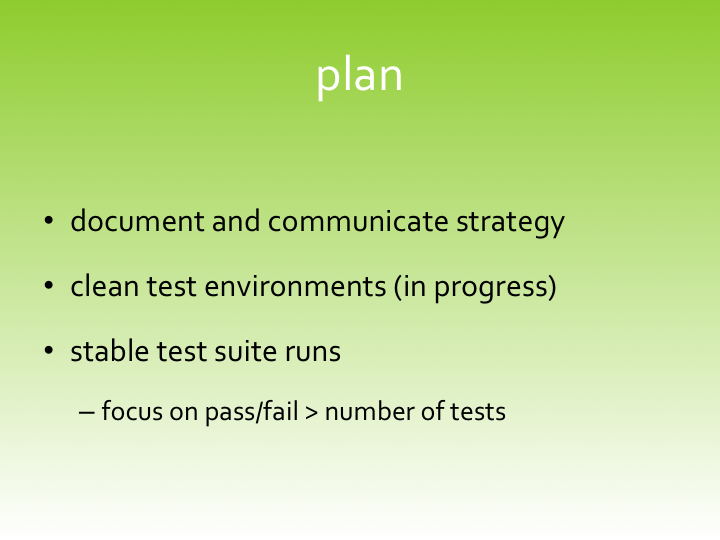 plan
• document and communicate strategy
• clean test environments (in progress)
• stable test suite runs
– focus on pass/fail > number of tests